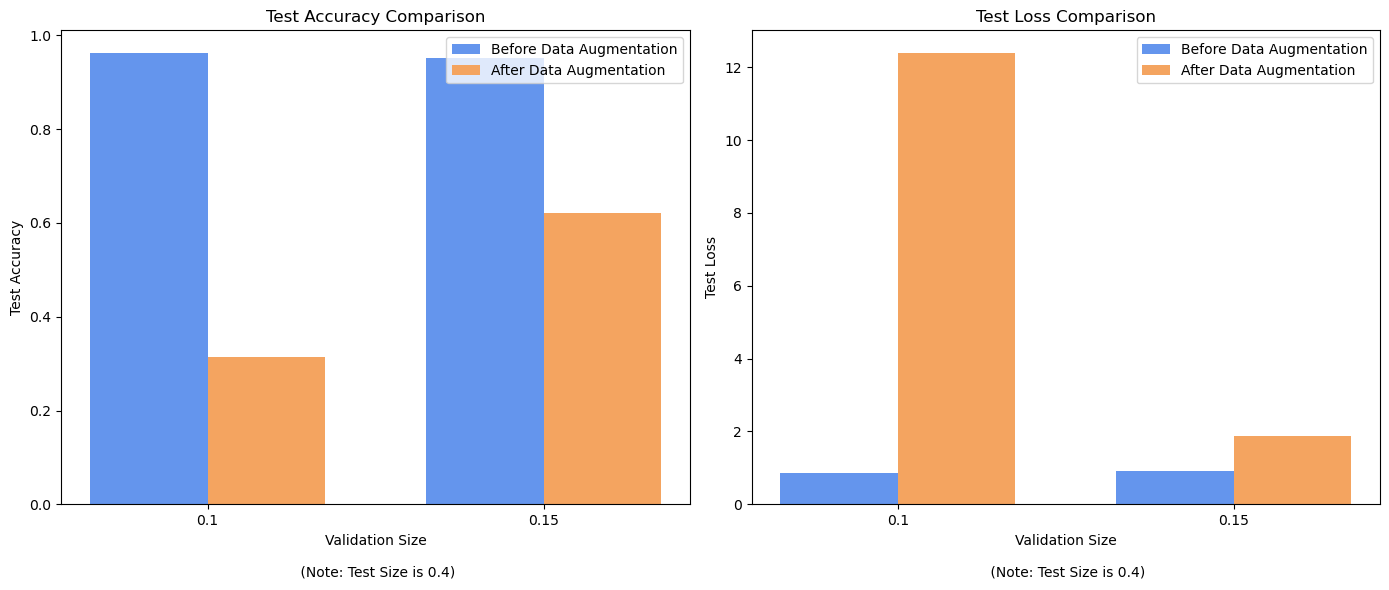 Test Accuracy Comparison
1.0
0.8
0.6
0.4
0.2
0.0
Test Accuracy
Before Data Augmentation
After Data Augmentation
0.1
0.15
Validation Size
(Note: Test Size is 0.4)
Test Loss Comparison
12
10
8
6
4
2
0
Test Loss
Before Data Augmentation
After Data Augmentation
0.1
0.15
Validation Size
(Note: Test Size is 0.4)